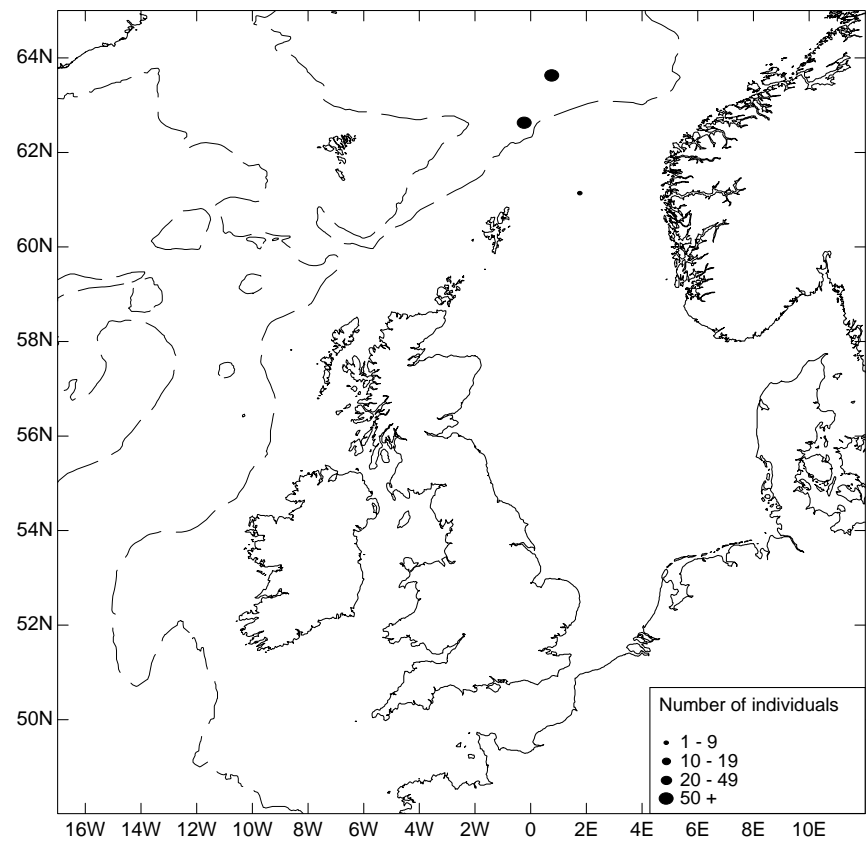 64N
62N
60N
58N
56N
54N
52N
50N
Number of individuals
1 - 9
10 - 19
20 - 49
50 +
16W 14W 12W 10W 8W 6W 4W 2W 0 2E 4E 6E 8E 10E